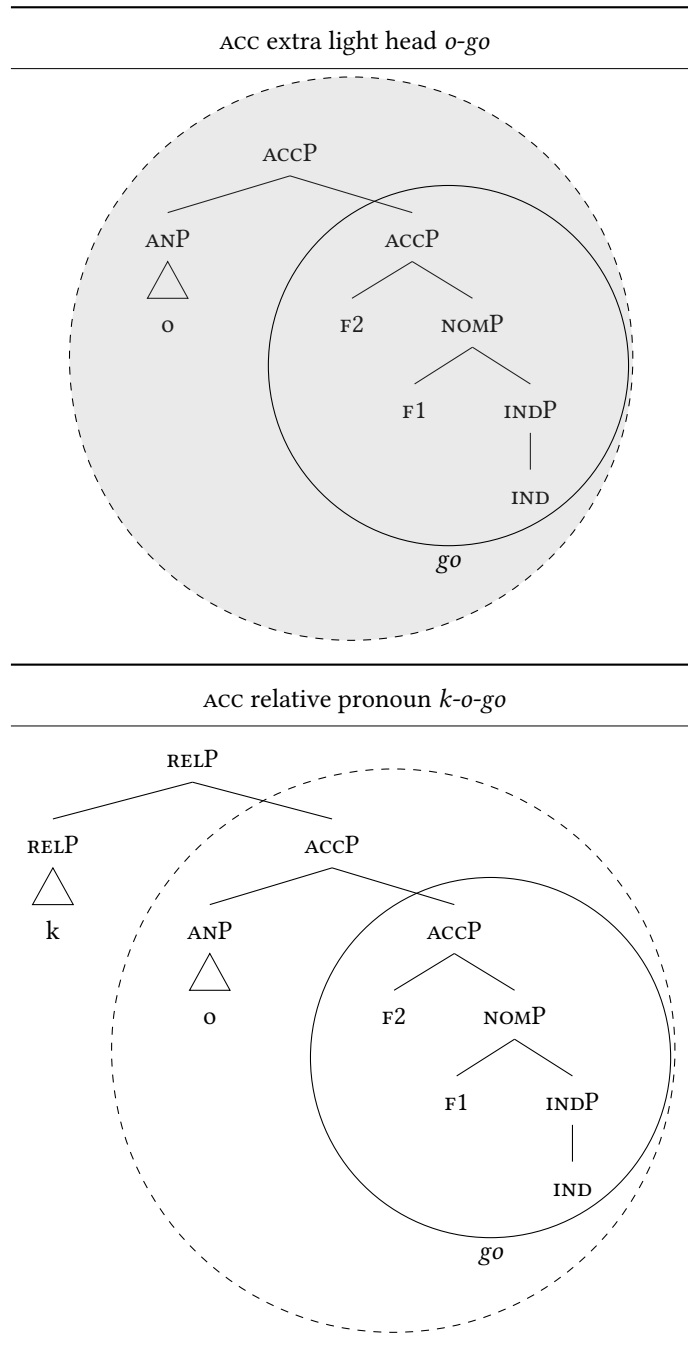 ACC extra light head o-go
ACCP
ANP ACCP
o F2 NOMP
F1 INDP
IND
go
ACC relative pronoun k-o-go
RELP
RELP ACCP
k ANP ACCP
o F2 NOMP
F1 INDP
IND
go